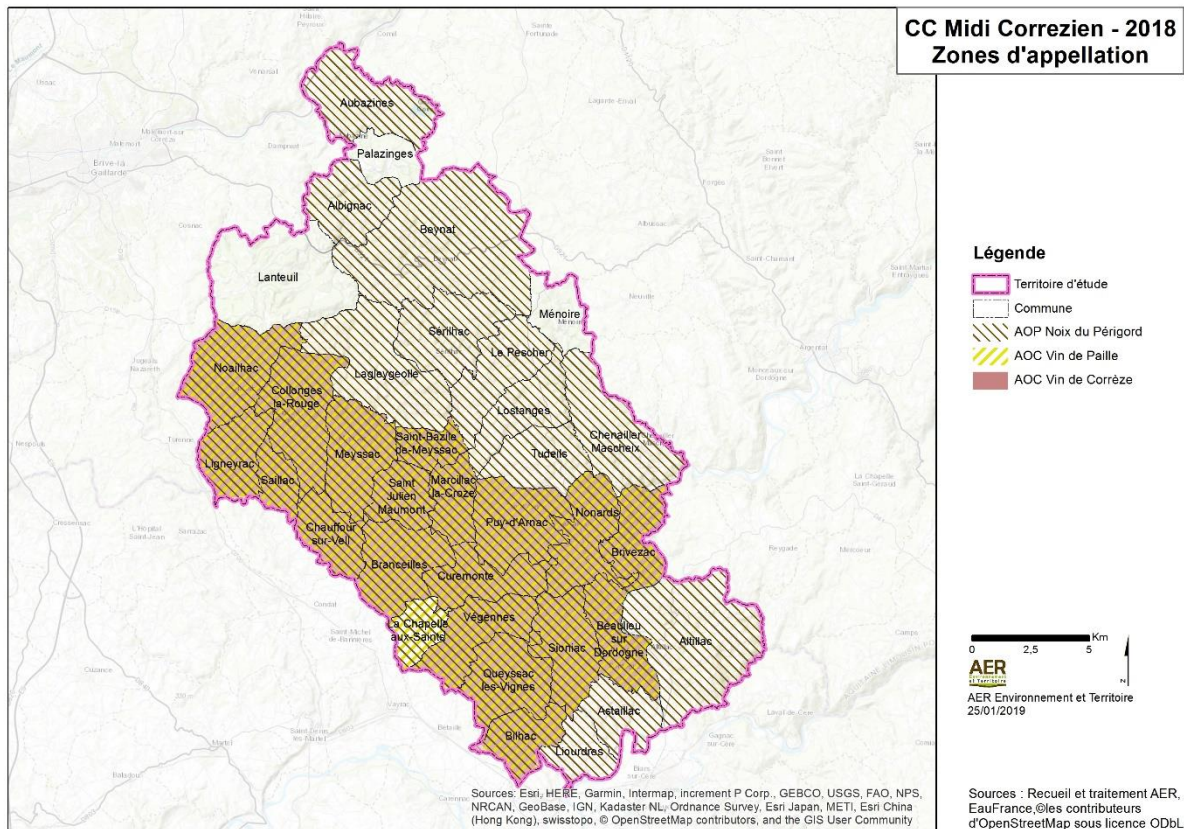 CC Midi Correzien - 2018
Zones d'appellation
Aubazines
Palazinges
Albignac
Beynat
Lanteuil
Ménoire
Sérilhac
Le Pescher
Noailhac
Lagleygeolle
Collonges
la-Rouge
Lostanges
Chenailler
Mascheix
Saint-Bazile
de-Meyssac
Meyssac
Tudeils
Ligneyrac
Saillac
Saint
Julien
Maumont
Marcillac
la-Croze
Puy-d'Arnac
Nonards
Chauffour
sur-Vell
Brivezac
Branceilles
Curemonte
La Chapelle
aux-Saints
Végennes
Beaulieu
sur
Dordogne
Altillac
Sioniac
Queyssac
les-Vignes
Astaillac
Bilhac
Liourdres
Brive-la
Gaillarde
Légende
Territoire d'étude
Commune
AOP Noix du Périgord
AOC Vin de Paille
AOC Vin de Corrèze
Km
0 2,5 5
N
AER
Environnement
et Territoire
AER Environnement et Territoire
25/01/2019
Sources: Esri, HERE, Garmin, Intermap, increment P Corp., GEBCO, USGS, FAO, NPS,
NRCAN, GeoBase, IGN, Kadaster NL, Ordnance Survey, Esri Japan, METI, Esri China
(Hong Kong), swisstopo, © OpenStreetMap contributors, and the GIS User Community
Sources : Recueil et traitement AER,
EauFrance,©les contributeurs
d'OpenStreetMap sous licence ODbL